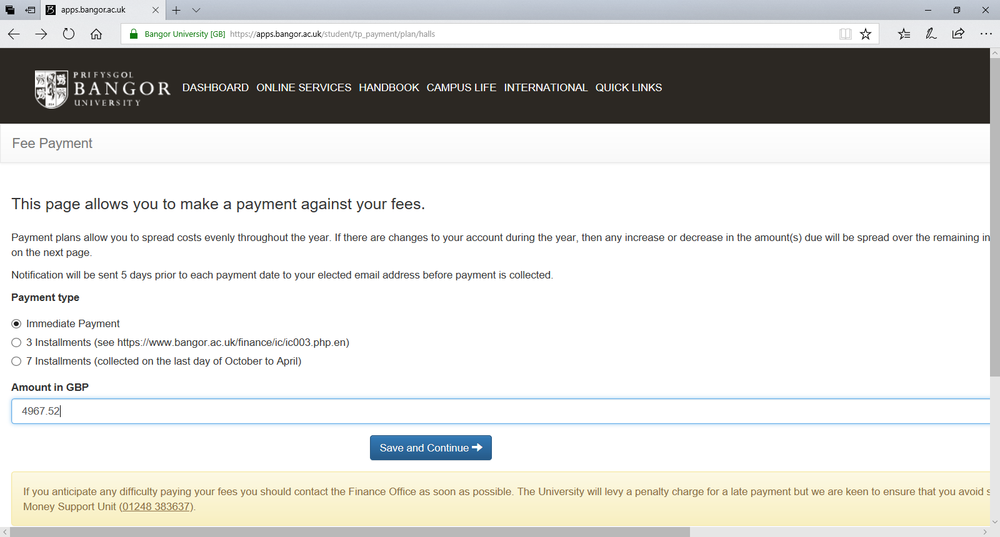 apps.bangor.ac.uk
Bangor University [GB] https://apps.bangor.ac.uk/student/tp_payment/plan/halls
PRIFYSGOL
BANGOR
UNIVERSITY
DASHBOARD ONLINE SERVICES HANDBOOK CAMPUS LIFE INTERNATIONAL QUICK LINKS
Fee Payment
This page allows you to make a payment against your fees.
Payment plans allow you to spread costs evenly throughout the year. If there are changes to your account during the year, then any increase or decrease in the amount(s) due will be spread over the remaining in
on the next page.
Notification will be sent 5 days prior to each payment date to your elected email address before payment is collected.
Payment type
Immediate Payment
3 Installments (see https://www.bangor.ac.uk/finance/ic/ic003.php.en)
7 Installments (collected on the last day of October to April)
Amount in GBP
4967.52
Save and Continue
If you anticipate any difficulty paying your fees you should contact the Finance Office as soon as possible. The University will levy a penalty charge for a late payment but we are keen to ensure that you avoid s
Money Support Unit (01248 383637).